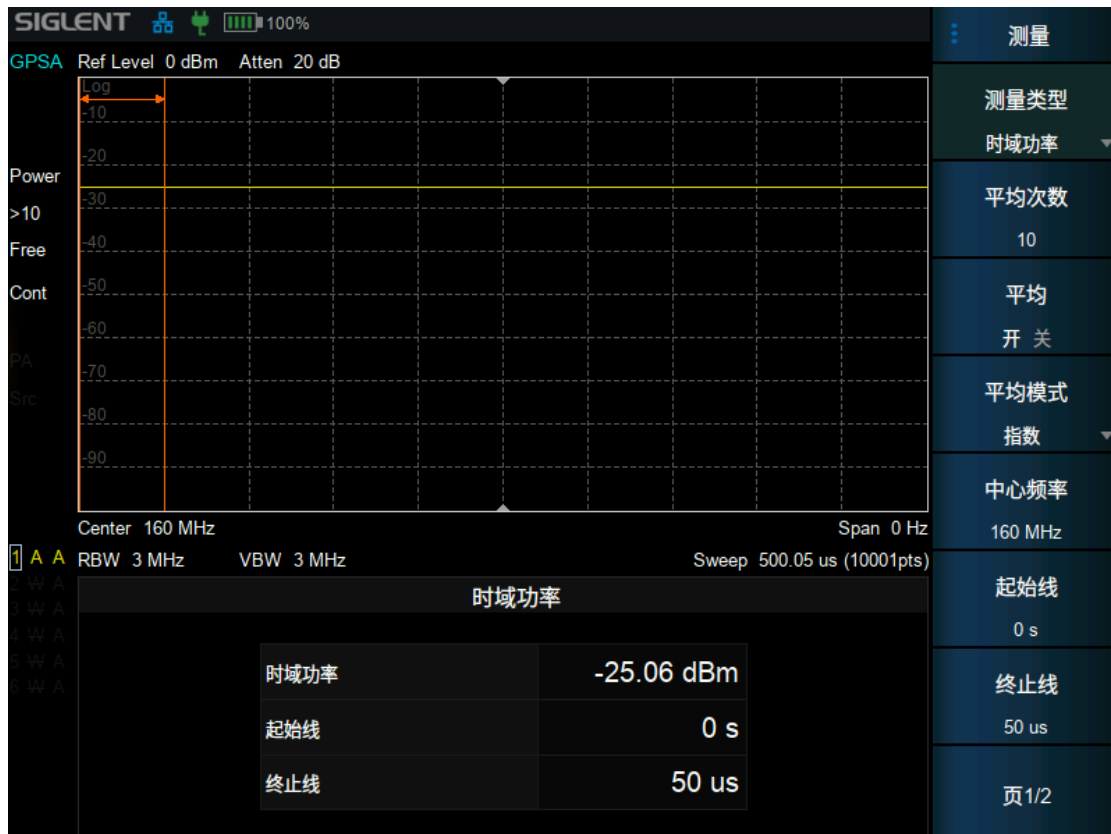 SIGLENT 100%
GPSA Ref Level 0 dBm Atten 20 dB
Log
-10
-20
-30
-40
-50
-60
-70
-80
-90
Power
>10
Free
Cont
PA
Src
Center 160 MHz Span 0 Hz
RBW 3 MHz VBW 3 MHz Sweep 500.05 us (10001pts)
1 A A
2 W A
3 W A
4 W A
5 W A
6 W A
时域功率
时域功率 -25.06 dBm
起始线 0 s
终止线 50 us
测量
测量类型
时域功率
平均次数
10
平均
开 关
平均模式
指数
中心频率
160 MHz
起始线
0 s
终止线
50 us
页1/2